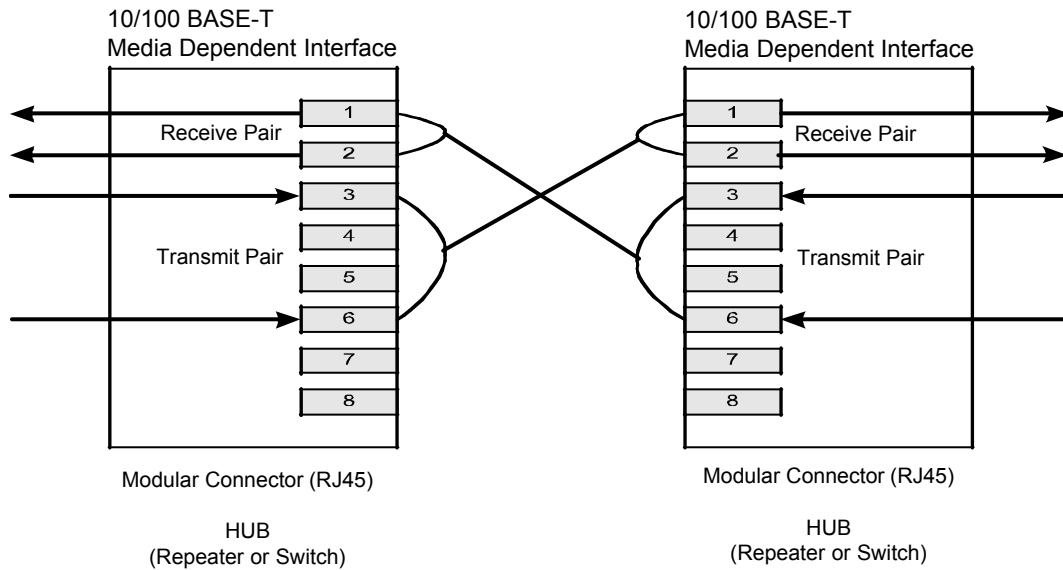 10/100 BASE-T
Media Dependent Interface
10/100 BASE-T
Media Dependent Interface
1
Receive Pair
2
3
4
Transmit Pair
5
6
7
8
1
Receive Pair
2
3
4
Transmit Pair
5
6
7
8
Modular Connector (RJ45)
Modular Connector (RJ45)
HUB
(Repeater or Switch)
HUB
(Repeater or Switch)